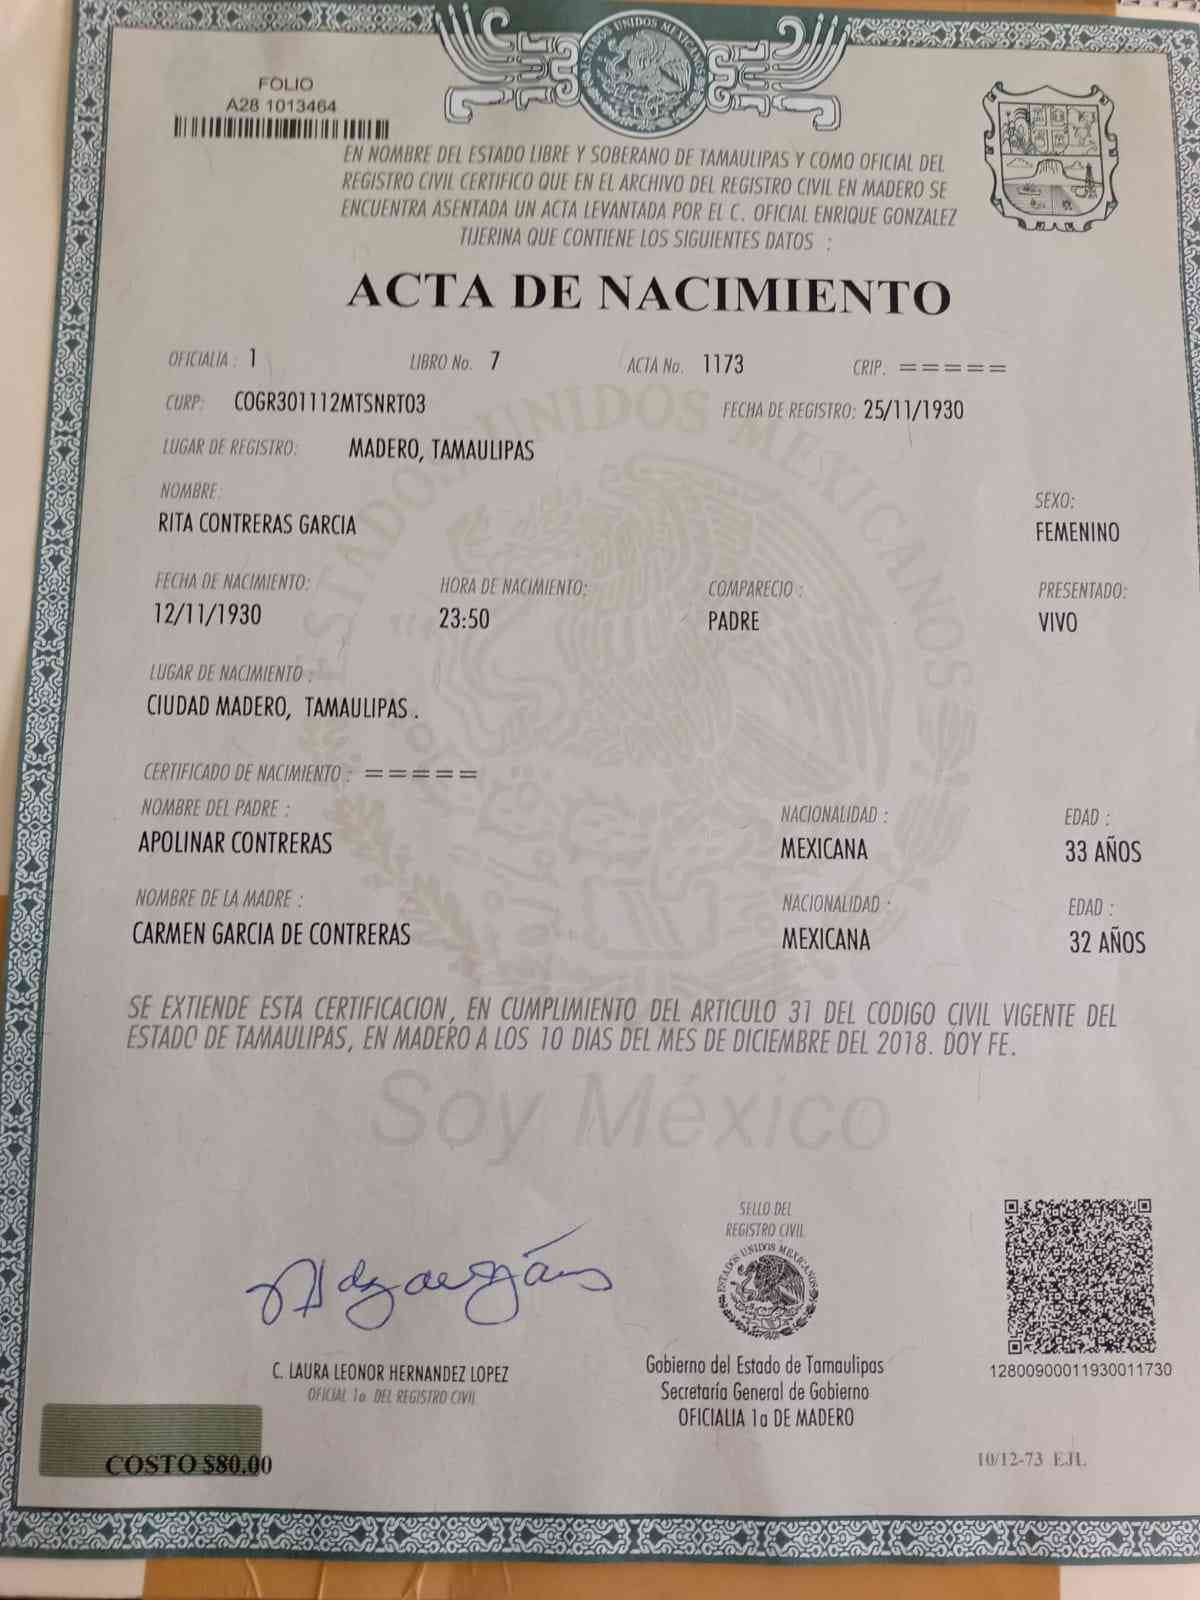 ESTADOS UNIDOS MEXICANOS
FOLIO
A28 1013464
EN NOMBRE DEL ESTADO LIBRE Y SOBERANO DE TAMAULIPAS Y COMO OFICIAL DEL
REGISTRO CIVIL CERTIFICO QUE EN EL ARCHIVO DEL REGISTRO CIVIL EN MADERO SE
ENCUENTRA ASENTADA UN ACTA LEVANTADA POR EL C. OFICIAL ENRIQUE GONZALEZ
TIJERINA QUE CONTIENE LOS SIGUIENTES DATOS :
ACTA DE NACIMIENTO
OFICIALIA : 1 LIBRO No. 7 ACTA No. 1173 CRIP. =====
CURP: COGR301112MTSNRT03 FECHA DE REGISTRO: 25/11/1930
LUGAR DE REGISTRO: MADERO, TAMAULIPAS
ESTADOS UNIDOS MEXICANOS
NOMBRE: SEXO:
RITA CONTRERAS GARCIA FEMENINO
FECHA DE NACIMIENTO: HORA DE NACIMIENTO: COMPARECIO : PRESENTADO:
12/11/1930 23:50 PADRE VIVO
LUGAR DE NACIMIENTO :
CIUDAD MADERO, TAMAULIPAS .
CERTIFICADO DE NACIMIENTO : =====
NOMBRE DEL PADRE : NACIONALIDAD : EDAD :
APOLINAR CONTRERAS MEXICANA 33 AÑOS
NOMBRE DE LA MADRE : NACIONALIDAD : EDAD :
CARMEN GARCIA DE CONTRERAS MEXICANA 32 AÑOS
SE EXTIENDE ESTA CERTIFICACION, EN CUMPLIMIENTO DEL ARTICULO 31 DEL CODIGO CIVIL VIGENTE DEL
ESTADO DE TAMAULIPAS, EN MADERO A LOS 10 DIAS DEL MES DE DICIEMBRE DEL 2018. DOY FE.
Soy México
SELLO DEL
REGISTRO CIVIL
ESTADOS UNIDOS MEXICANOS
C. LAURA LEONOR HERNANDEZ LOPEZ
OFICIAL 1o DEL REGISTRO CIVIL
Gobierno del Estado de Tamaulipas
Secretaría General de Gobierno
OFICIALIA 1a DE MADERO
12800900011930011730
COSTO $80.00
10/12-73 EJL